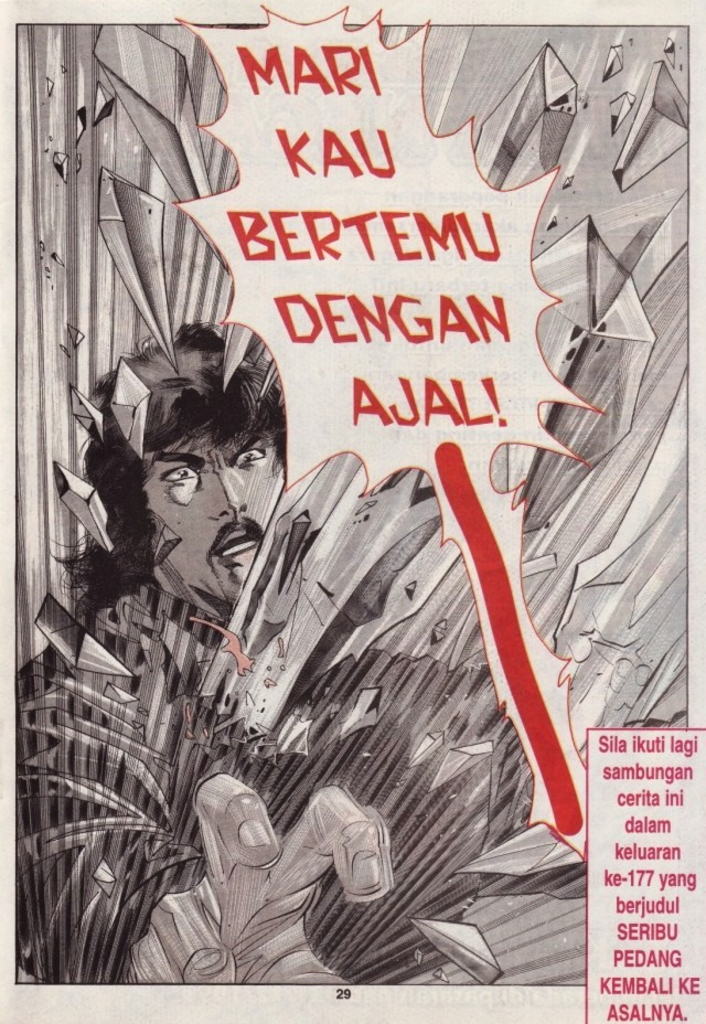 MARI
KAU
BERTEMU
DENGAN
AJAL!
Sila ikuti lagi
sambungan
cerita ini
dalam
keluaran
ke-177 yang
berjudul
SERIBU
PEDANG
KEMBALI KE
ASALNYA.
29